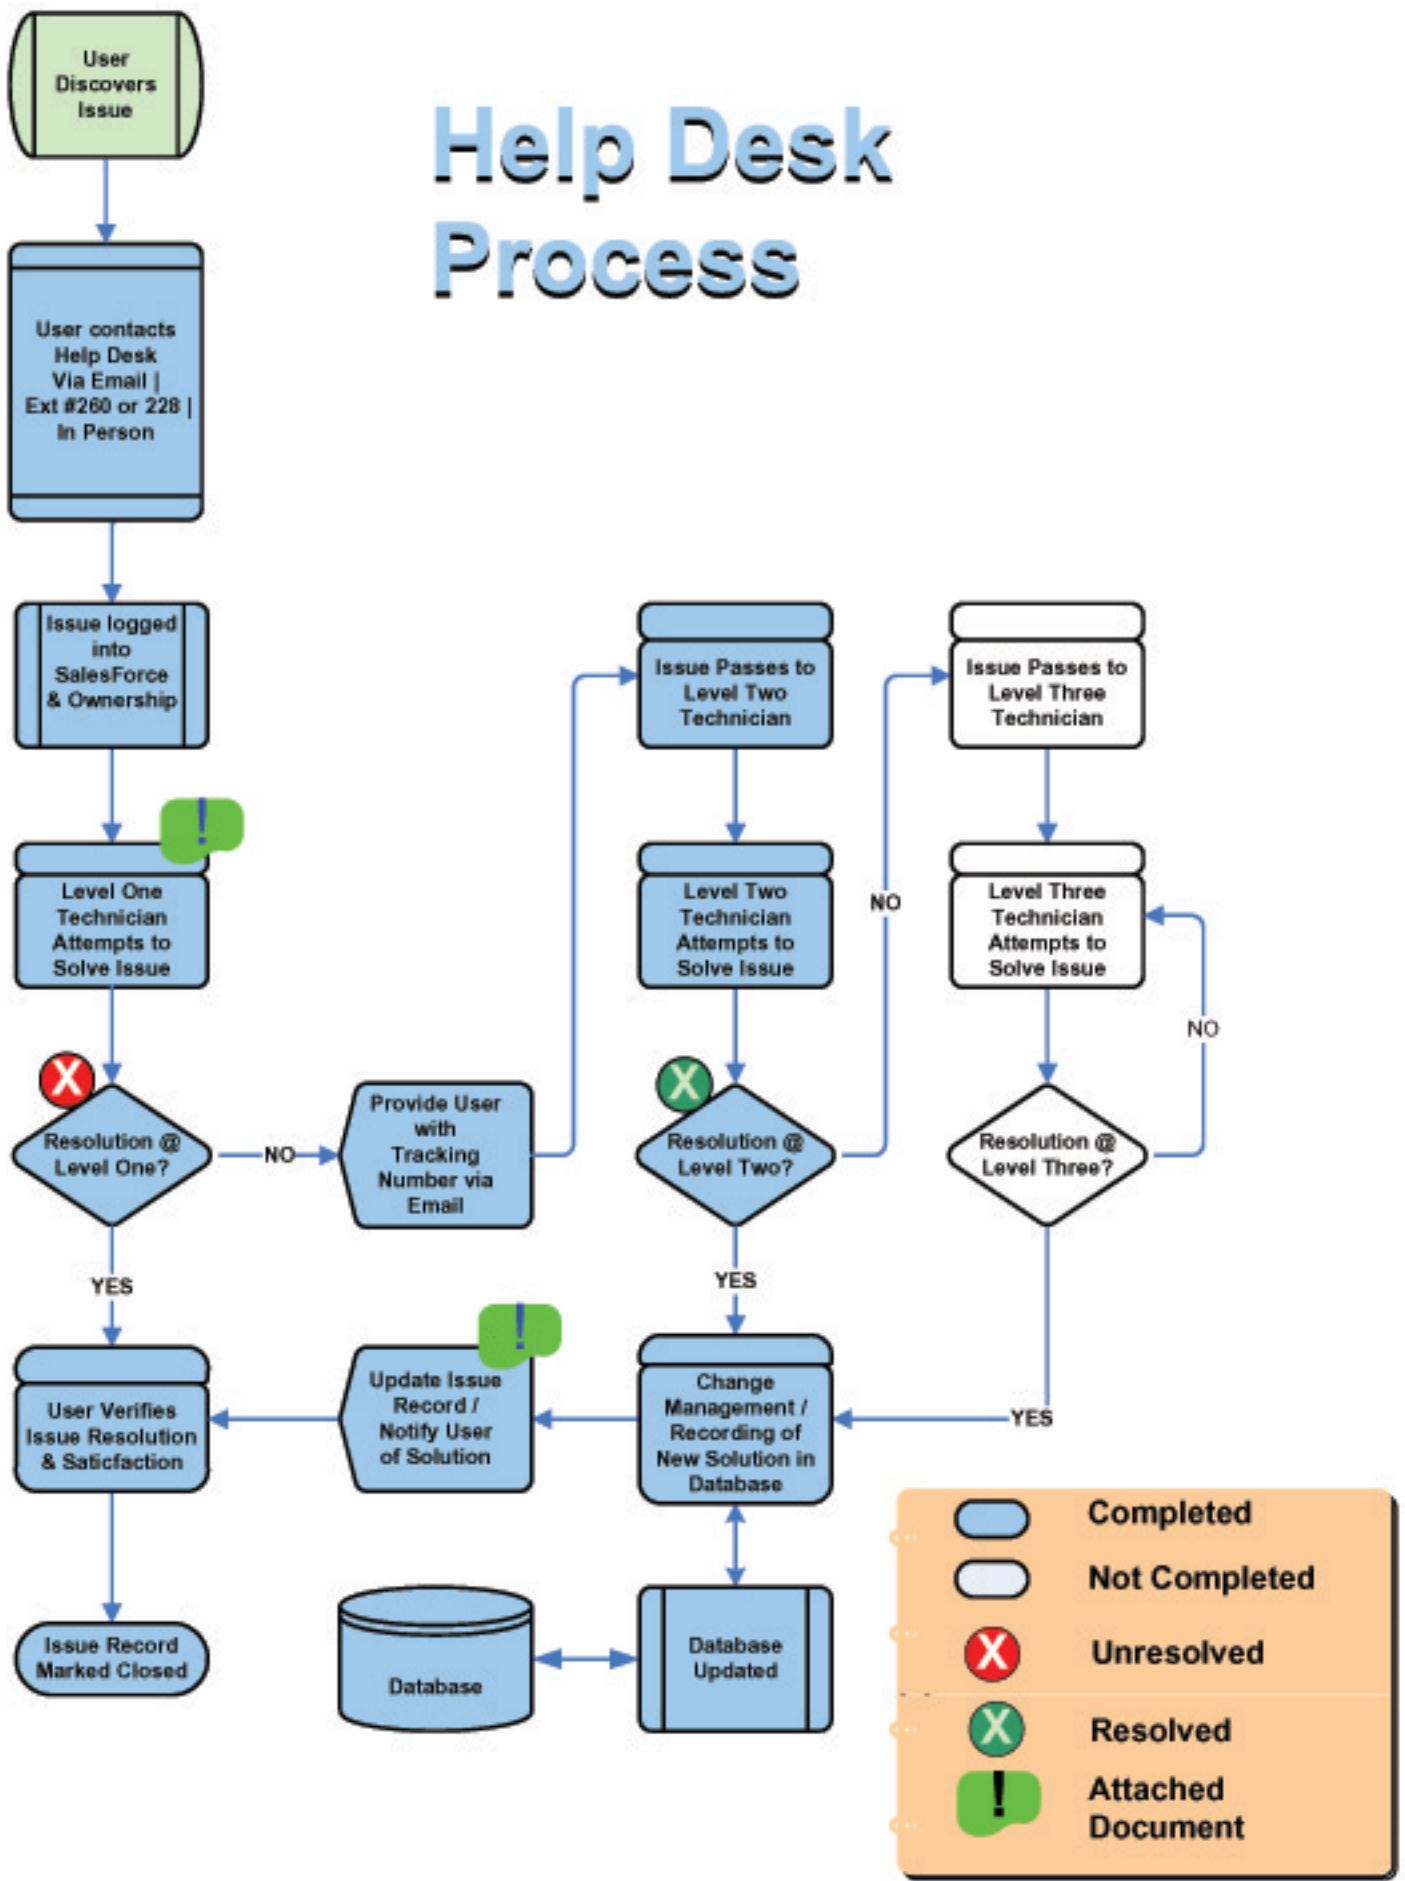 User
Discovers
Issue
Help Desk
Process
User contacts
Help Desk
Via Email |
Ext #260 or 228 |
In Person
Issue logged
into
SalesForce
& Ownership
Issue Passes to
Level Two
Technician
Issue Passes to
Level Three
Technician
!
Level One
Technician
Attempts to
Solve Issue
Level Two
Technician
Attempts to
Solve Issue
NO
Level Three
Technician
Attempts to
Solve Issue
NO
X
Resolution @
Level One?
NO
Provide User
with
Tracking
Number via
Email
X
Resolution @
Level Two?
Resolution @
Level Three?
YES
YES
YES
User Verifies
Issue Resolution
& Saticfaction
!
Update Issue
Record /
Notify User
of Solution
Change
Management /
Recording of
New Solution in
Database
Issue Record
Marked Closed
Database
Database
Updated
Completed
Not Completed
X Unresolved
X Resolved
! Attached
Document